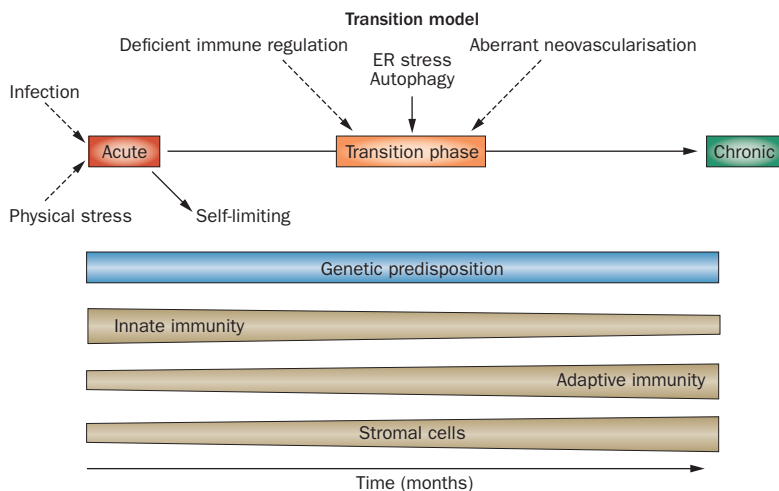 Transition model
Deficient immune regulation
ER stress
Autophagy
Aberrant neovascularisation
Infection
Acute
Transition phase
Chronic
Physical stress
Self-limiting
Genetic predisposition
Innate immunity
Adaptive immunity
Stromal cells
Time (months)